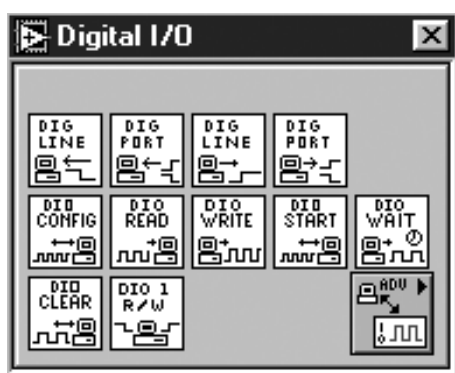 Digital I/O
DIG
LINE
DIG
PORT
DIG
LINE
DIG
PORT
DIO
CONFIG
DIO
READ
DIO
WRITE
DIO
START
DIO
WAIT
DIO
CLEAR
DIO 1
R/W
ADV